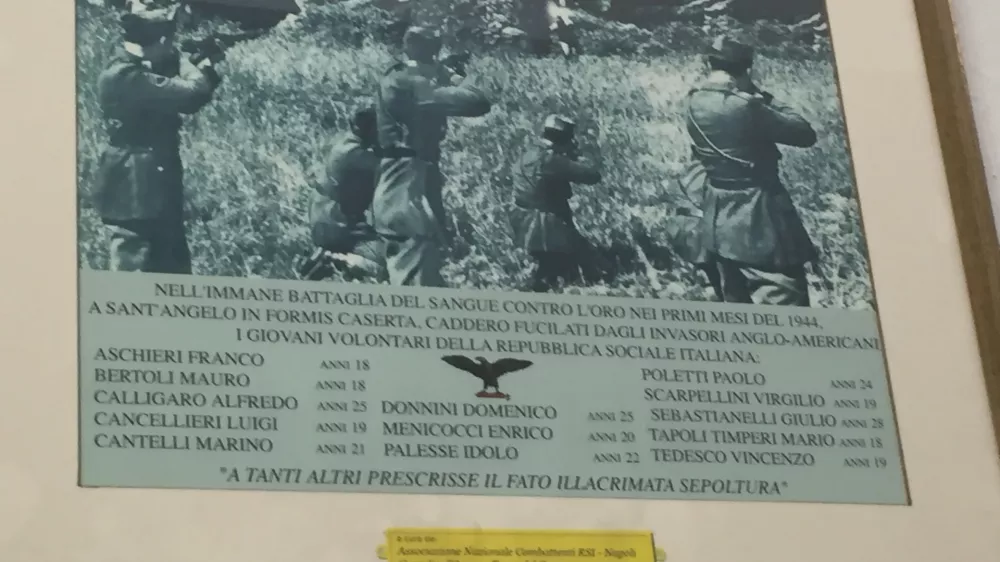 NELL'IMMANE BATTAGLIA DEL SANGUE CONTRO L'ORO NEI PRIMI MESI DEL 1944,
A SANT'ANGELO IN FORMIS CASERTA, CADDERO FUCILATI DAGLI INVASORI ANGLO-AMERICANI
I GIOVANI VOLONTARI DELLA REPUBBLICA SOCIALE ITALIANA:
ASCHIERI FRANCO ANNI 18
BERTOLI MAURO ANNI 18
CALLIGARO ALFREDO ANNI 25
CANCELLIERI LUIGI ANNI 19
CANTELLI MARINO ANNI 21
DONNINI DOMENICO ANNI 25
MENICOCCI ENRICO ANNI 20
PALESSE IDOLO ANNI 22
POLETTI PAOLO ANNI 24
SCARPELLINI VIRGILIO ANNI 19
SEBASTIANELLI GIULIO ANNI 28
TAPOLI TIMPERI MARIO ANNI 18
TEDESCO VINCENZO ANNI 19
"A TANTI ALTRI PRESCRISSE IL FATO ILLACRIMATA SEPOLTURA"
Associazione Nazionale Combattenti RSI - Napoli